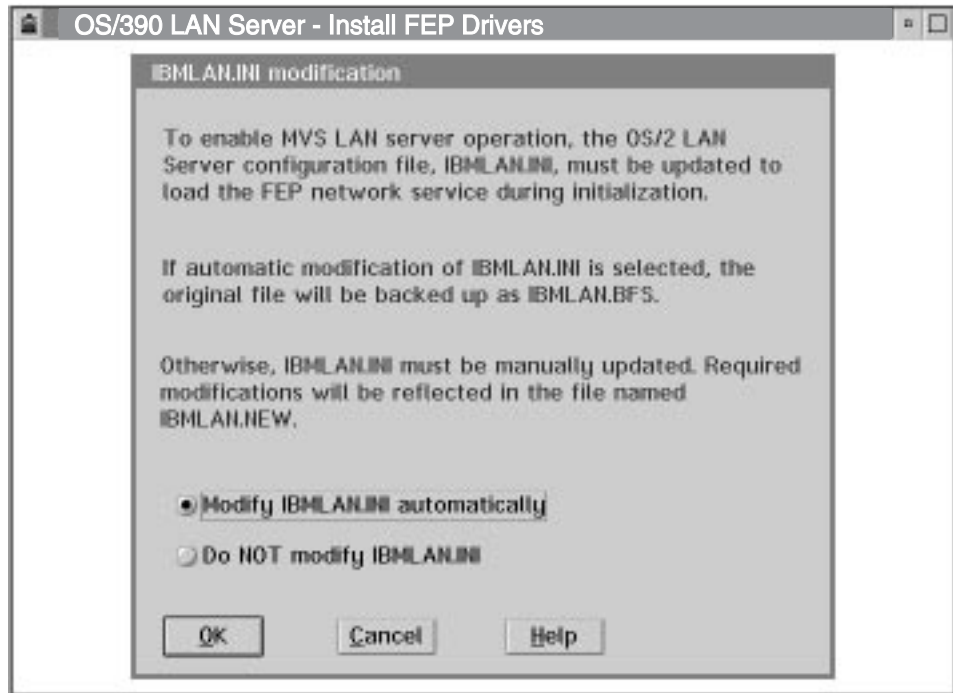 OS/390 LAN Server - Install FEP Drivers
IBMLAN.INI modification
To enable MVS LAN server operation, the OS/2 LAN
Server configuration file, IBMLAN.INI, must be updated to
load the FEP network service during initialization.
If automatic modification of IBMLAN.INI is selected, the
original file will be backed up as IBMLAN.BFS.
Otherwise, IBMLAN.INI must be manually updated. Required
modifications will be reflected in the file named
IBMLAN.NEW.
Modify IBMLAN.INI automatically
Do NOT modify IBMLAN.INI
OK Cancel Help